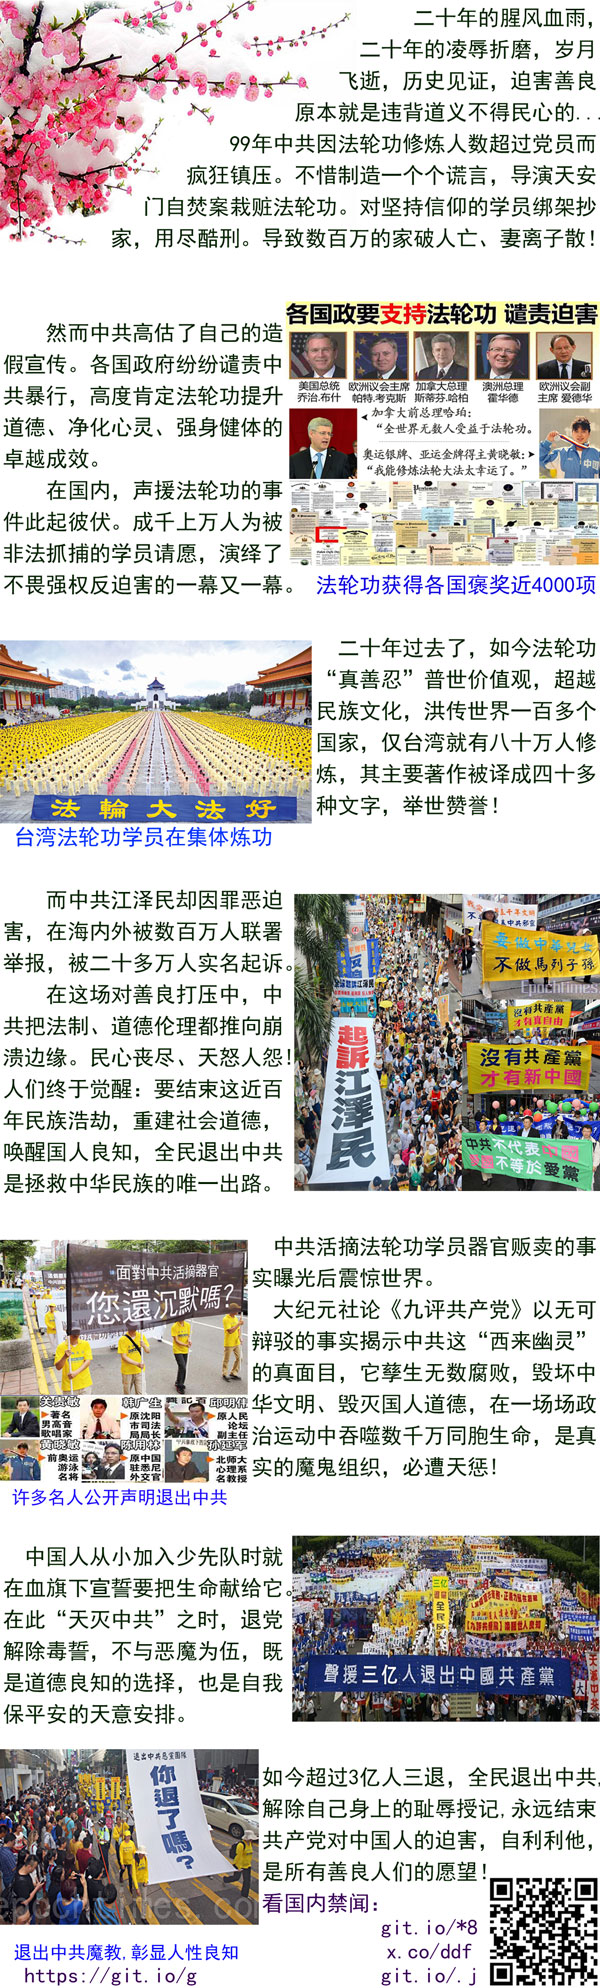 二十年的腥风血雨，
二十年的凌辱折磨，岁月
飞逝，历史见证，迫害善良
原本就是违背道义不得民心的...
99年中共因法轮功修炼人数超过党员而
疯狂镇压。不惜制造一个个谎言，导演天安
门自焚案栽赃法轮功。对坚持信仰的学员绑架抄
家，用尽酷刑。导致数百万的家破人亡、妻离子散！
各国政要支持法轮功 谴责迫害
美国总统 欧洲议会主席 加拿大总理 澳洲总理 欧洲议会副
乔治.布什 帕特.考克斯 斯蒂芬.哈柏 霍华德 主席 爱德华
加拿大前总理哈珀：
“全世界无数人受益于法轮功。
奥运银牌、亚运金牌得主黄晓敏：
“我能修炼法轮大法太幸运了。”
法轮功获得各国褒奖近4000项
然而中共高估了自己的造
假宣传。各国政府纷纷谴责中
共暴行，高度肯定法轮功提升
道德、净化心灵、强身健体的
卓越成效。
在国内，声援法轮功的事
件此起彼伏。成千上万人为被
非法抓捕的学员请愿，演绎了
不畏强权反迫害的一幕又一幕。
法輪大法好
台湾法轮功学员在集体炼功
二十年过去了，如今法轮功
“真善忍”普世价值观，超越
民族文化，洪传世界一百多个
国家，仅台湾就有八十万人修
炼，其主要著作被译成四十多
种文字，举世赞誉！
而中共江泽民却因罪恶迫
害，在海内外被数百万人联署
举报，被二十多万人实名起诉。
在这场对善良打压中，中
共把法制、道德伦理都推向崩
溃边缘。民心丧尽、天怒人怨！
人们终于觉醒：要结束这近百
年民族浩劫，重建社会道德，
唤醒国人良知，全民退出中共
是拯救中华民族的唯一出路。
起訴江澤民
要做中華兒女
不做馬列子孫
EpochTimes
沒有共產黨
才有真自由
沒有共產黨
才有新中國
中共不代表中國
愛國不等於愛黨
面對中共活摘器官
您還沉默嗎?
关贵敏
著名
男高音
歌唱家
韩广生
原沈阳
市司法
局局长
邱明伟
原人民
论坛
副主任
黄晓敏
前奥运
游泳
名将
陈用林
原中国
驻悉尼
外交官
孙延军
北师大
心理系
名教授
许多名人公开声明退出中共
中共活摘法轮功学员器官贩卖的事
实曝光后震惊世界。
大纪元社论《九评共产党》以无可
辩驳的事实揭示中共这“西来幽灵”
的真面目，它孽生无数腐败，毁坏中
华文明、毁灭国人道德，在一场场政
治运动中吞噬数千万同胞生命，是真
实的魔鬼组织，必遭天惩！
中国人从小加入少先队时就
在血旗下宣誓要把生命献给它。
在此“天灭中共”之时，退党
解除毒誓，不与恶魔为伍，既
是道德良知的选择，也是自我
保平安的天意安排。
聲援三亿人退出中國共產黨
退出中共惡黨團隊
你退了嗎?
退出中共魔教,彰显人性良知
https://git.io/g
如今超过3亿人三退，全民退出中共,
解除自己身上的耻辱授记,永远结束
共产党对中国人的迫害，自利利他，
是所有善良人们的愿望！
看国内禁闻：
git.io/*8
x.co/ddf
git.io/.j